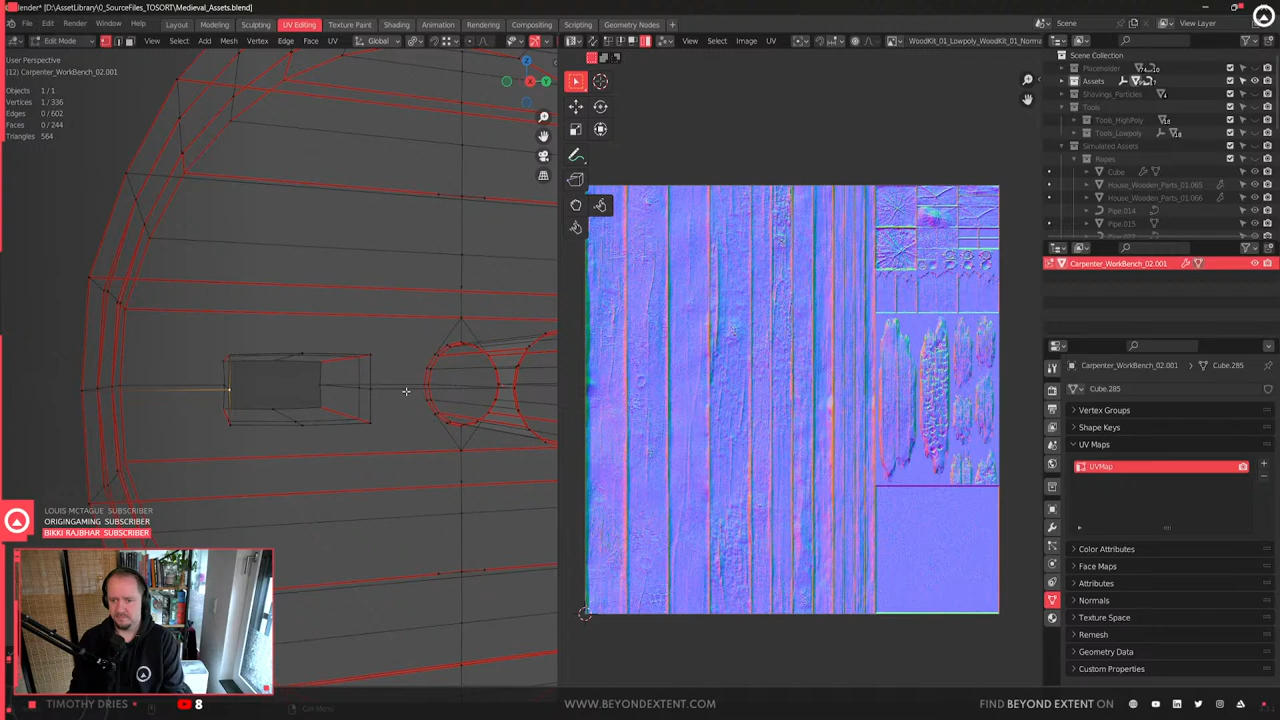 Blender* [D:\AssetLibrary\0_SourceFiles_TOSORT\Medieval_Assets.blend]
File Edit Render Window Help
Layout Modeling Sculpting UV Editing Texture Paint Shading Animation Rendering Compositing Scripting Geometry Nodes +
Scene View Layer
Edit Mode View Select Add Mesh Vertex Edge Face UV Global
View Select Image UV WoodKit_01_Lowpoly_WoodKit_01_Norma
User Perspective
(12) Carpenter_WorkBench_02.001
Objects 1/1
Vertices 1/336
Edges 0/602
Faces 0/244
Triangles 564
Z
X
Y
Scene Collection
Placeholder
Assets
Shavings_Particles
Tools
Tools_HighPoly
Tools_Lowpoly
Simulated Assets
Ropes
Cube
House_Wooden_Parts_01.065
House_Wooden_Parts_01.066
Pipe.014
Pipe.015
Carpenter_WorkBench_02.001
Carpenter_WorkBench_02.001 Cube.285
Cube.285
Vertex Groups
Shape Keys
UV Maps
UVMap
Color Attributes
Face Maps
Attributes
Normals
Texture Space
Remesh
Geometry Data
Custom Properties
LOUIS MCTAGUE SUBSCRIBER
ORIGINGAMING SUBSCRIBER
BIKKI RAJBHAR SUBSCRIBER
TIMOTHY DRIES 8 WWW.BEYONDEXTENT.COM FIND BEYOND EXTENT ON